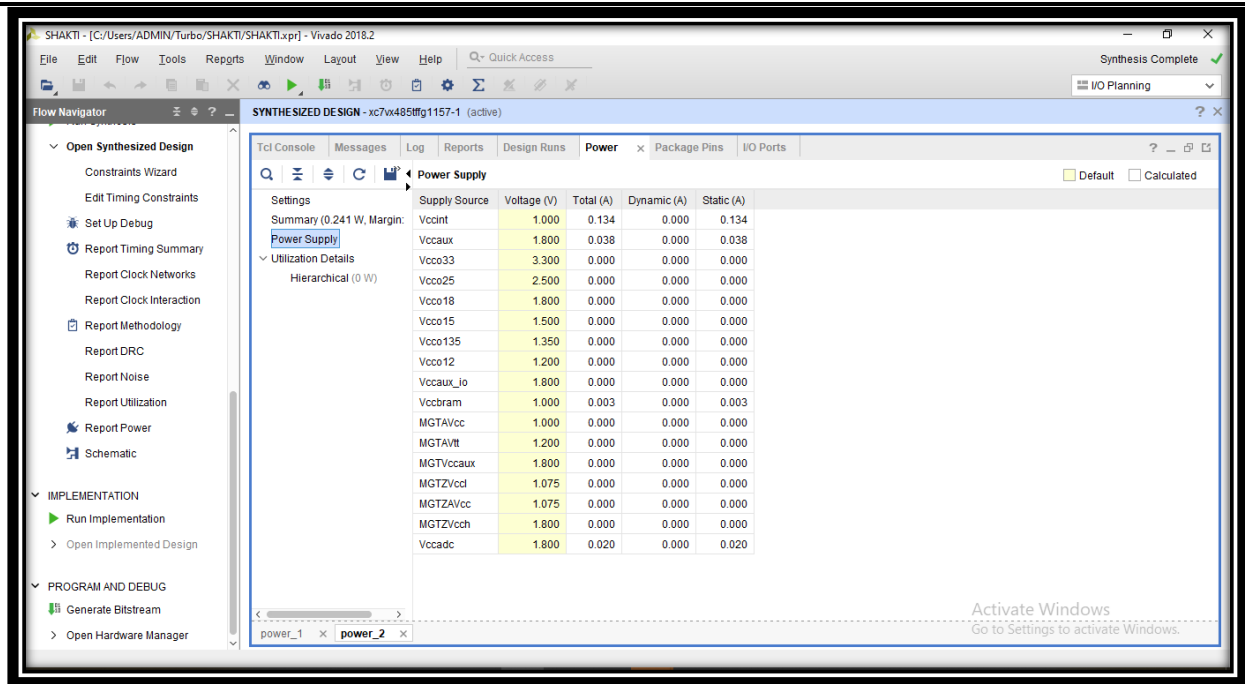 SHAKTI - [C:/Users/ADMIN/Turbo/SHAKTI/SHAKTI.xpr] - Vivado 2018.2
File Edit Flow Tools Reports Window Layout View Help Quick Access
Synthesis Complete
I/O Planning
Flow Navigator
SYNTHESIZED DESIGN - xc7vx485tffg1157-1 (active)
Open Synthesized Design
Constraints Wizard
Edit Timing Constraints
Set Up Debug
Report Timing Summary
Report Clock Networks
Report Clock Interaction
Report Methodology
Report DRC
Report Noise
Report Utilization
Report Power
Schematic
IMPLEMENTATION
Run Implementation
Open Implemented Design
PROGRAM AND DEBUG
Generate Bitstream
Open Hardware Manager
Tcl Console Messages Log Reports Design Runs Power Package Pins I/O Ports
Power Supply
Default Calculated
Settings
Summary (0.241 W, Margin:
Power Supply
Utilization Details
Hierarchical (0 W)
Supply Source Voltage (V) Total (A) Dynamic (A) Static (A)
Vccint 1.000 0.134 0.000 0.134
Vccaux 1.800 0.038 0.000 0.038
Vcco33 3.300 0.000 0.000 0.000
Vcco25 2.500 0.000 0.000 0.000
Vcco18 1.800 0.000 0.000 0.000
Vcco15 1.500 0.000 0.000 0.000
Vcco135 1.350 0.000 0.000 0.000
Vcco12 1.200 0.000 0.000 0.000
Vccaux_io 1.800 0.000 0.000 0.000
Vccbram 1.000 0.003 0.000 0.003
MGTAVcc 1.000 0.000 0.000 0.000
MGTAVtt 1.200 0.000 0.000 0.000
MGTVccaux 1.800 0.000 0.000 0.000
MGTZVccl 1.075 0.000 0.000 0.000
MGTZAVcc 1.075 0.000 0.000 0.000
MGTZVcch 1.800 0.000 0.000 0.000
Vccadc 1.800 0.020 0.000 0.020
power_1 power_2
Activate Windows
Go to Settings to activate Windows.